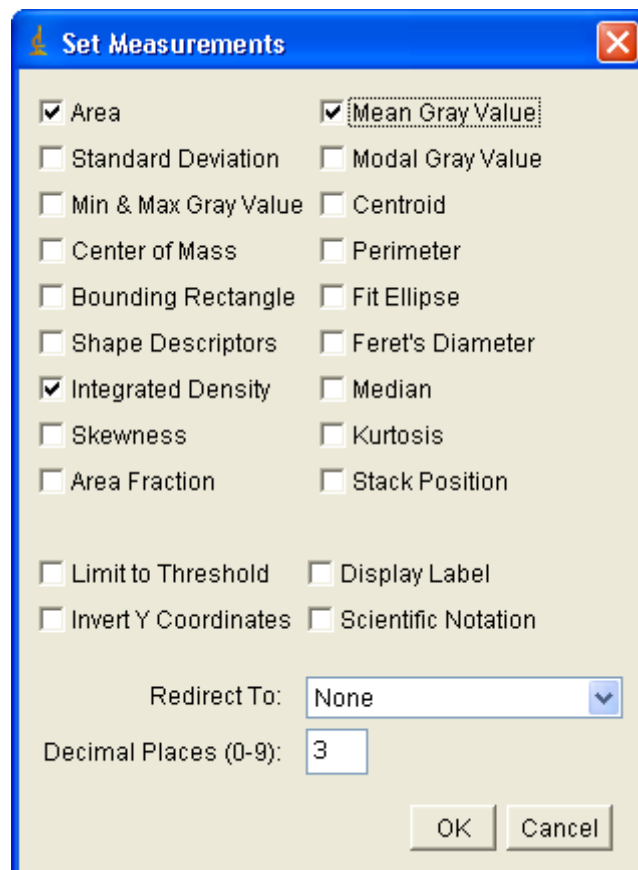 Set Measurements
Area Mean Gray Value
Standard Deviation Modal Gray Value
Min & Max Gray Value Centroid
Center of Mass Perimeter
Bounding Rectangle Fit Ellipse
Shape Descriptors Feret's Diameter
Integrated Density Median
Skewness Kurtosis
Area Fraction Stack Position
Limit to Threshold Display Label
Invert Y Coordinates Scientific Notation
Redirect To: None
Decimal Places (0-9): 3
OK Cancel